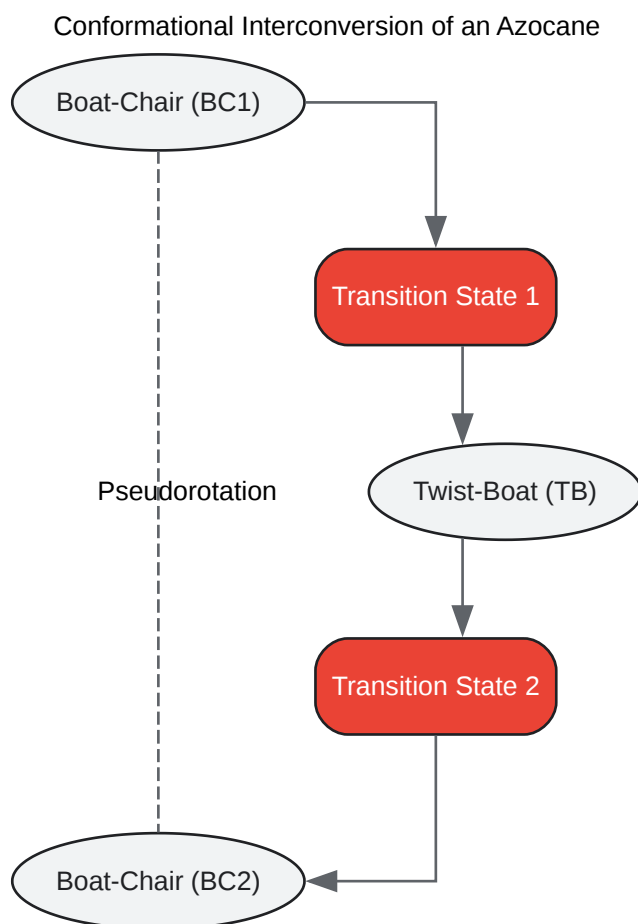 Conformational Interconversion of an Azocane
Boat-Chair (BC1)
Transition State 1
Pseudorotation
Twist-Boat (TB)
Transition State 2
Boat-Chair (BC2)